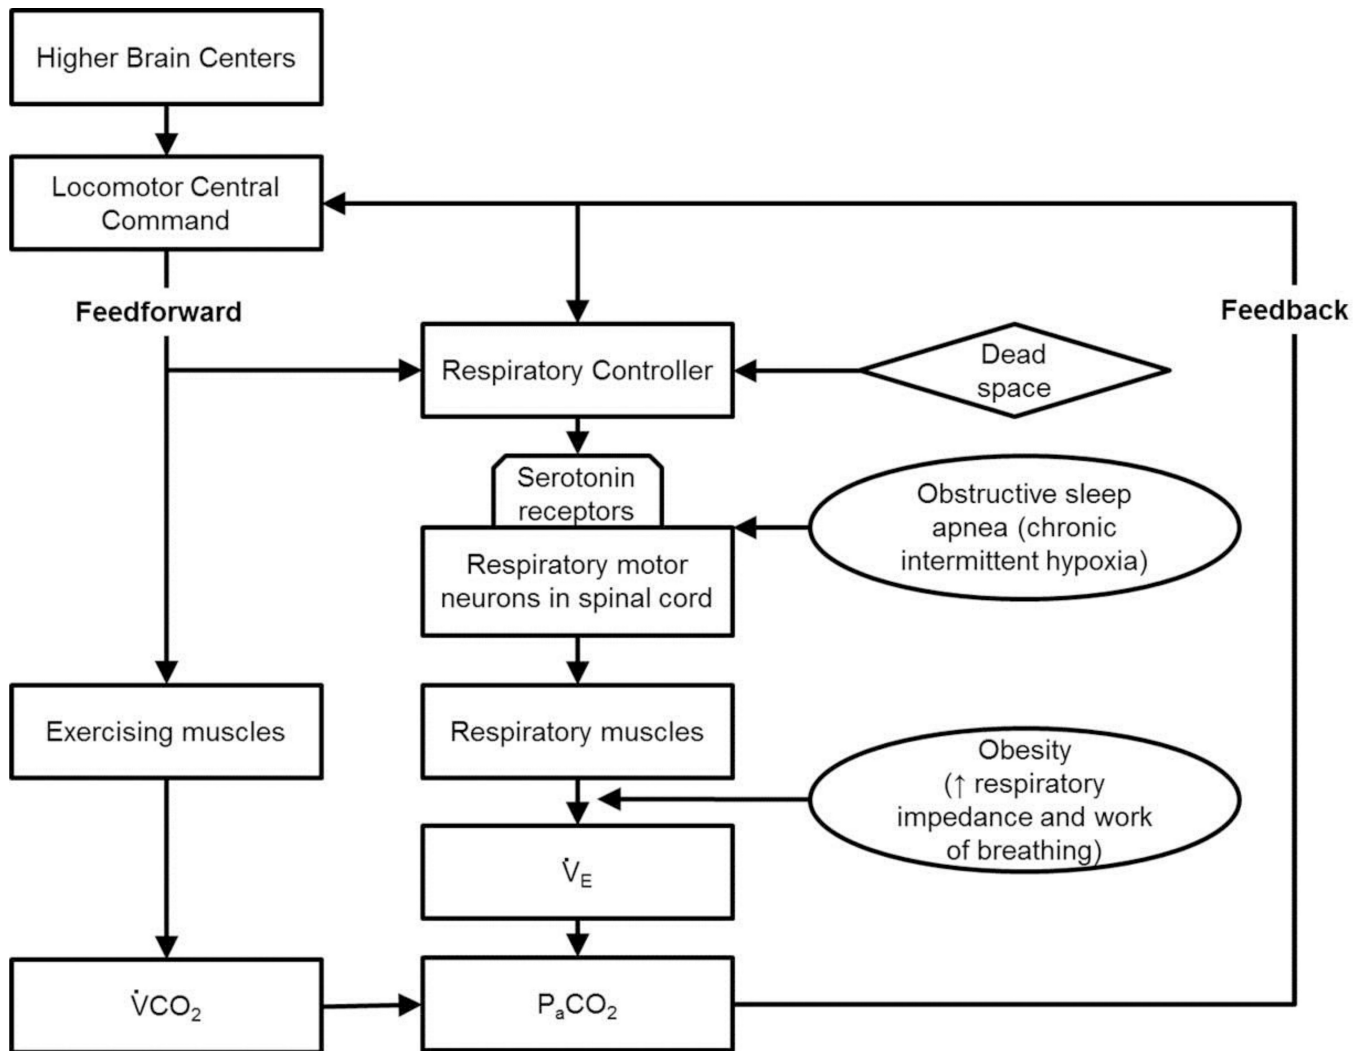 Higher Brain Centers
Locomotor Central
Command
Feedforward
Feedback
Respiratory Controller
Dead
space
Serotonin
receptors
Obstructive sleep
apnea (chronic
intermittent hypoxia)
Respiratory motor
neurons in spinal cord
Exercising muscles
Respiratory muscles
Obesity
(↑ respiratory
impedance and work
of breathing)
V̇E
V̇CO₂
PₐCO₂